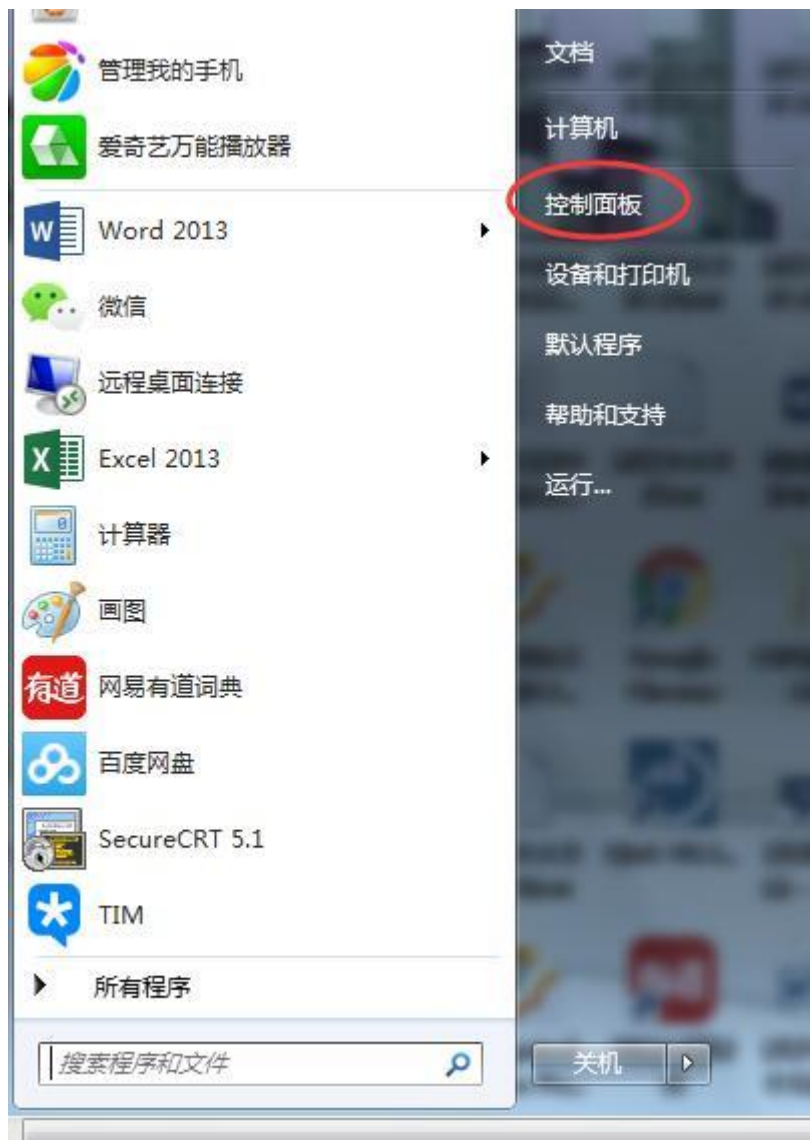 管理我的手机
爱奇艺万能播放器
Word 2013
微信
远程桌面连接
Excel 2013
计算器
画图
有道
网易有道词典
百度网盘
SecureCRT 5.1
TIM
所有程序
搜索程序和文件
文档
计算机
控制面板
设备和打印机
默认程序
帮助和支持
运行...
关机